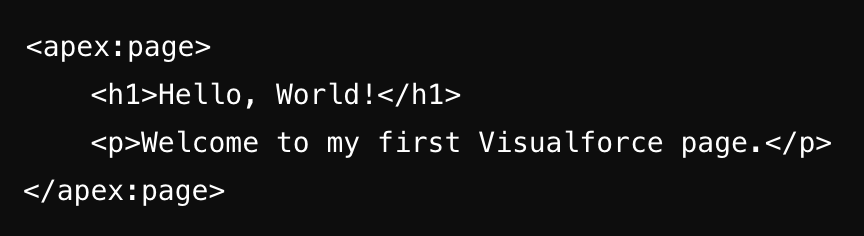 <apex:page>
    <h1>Hello, World!</h1>
    <p>Welcome to my first Visualforce page.</p>
</apex:page>